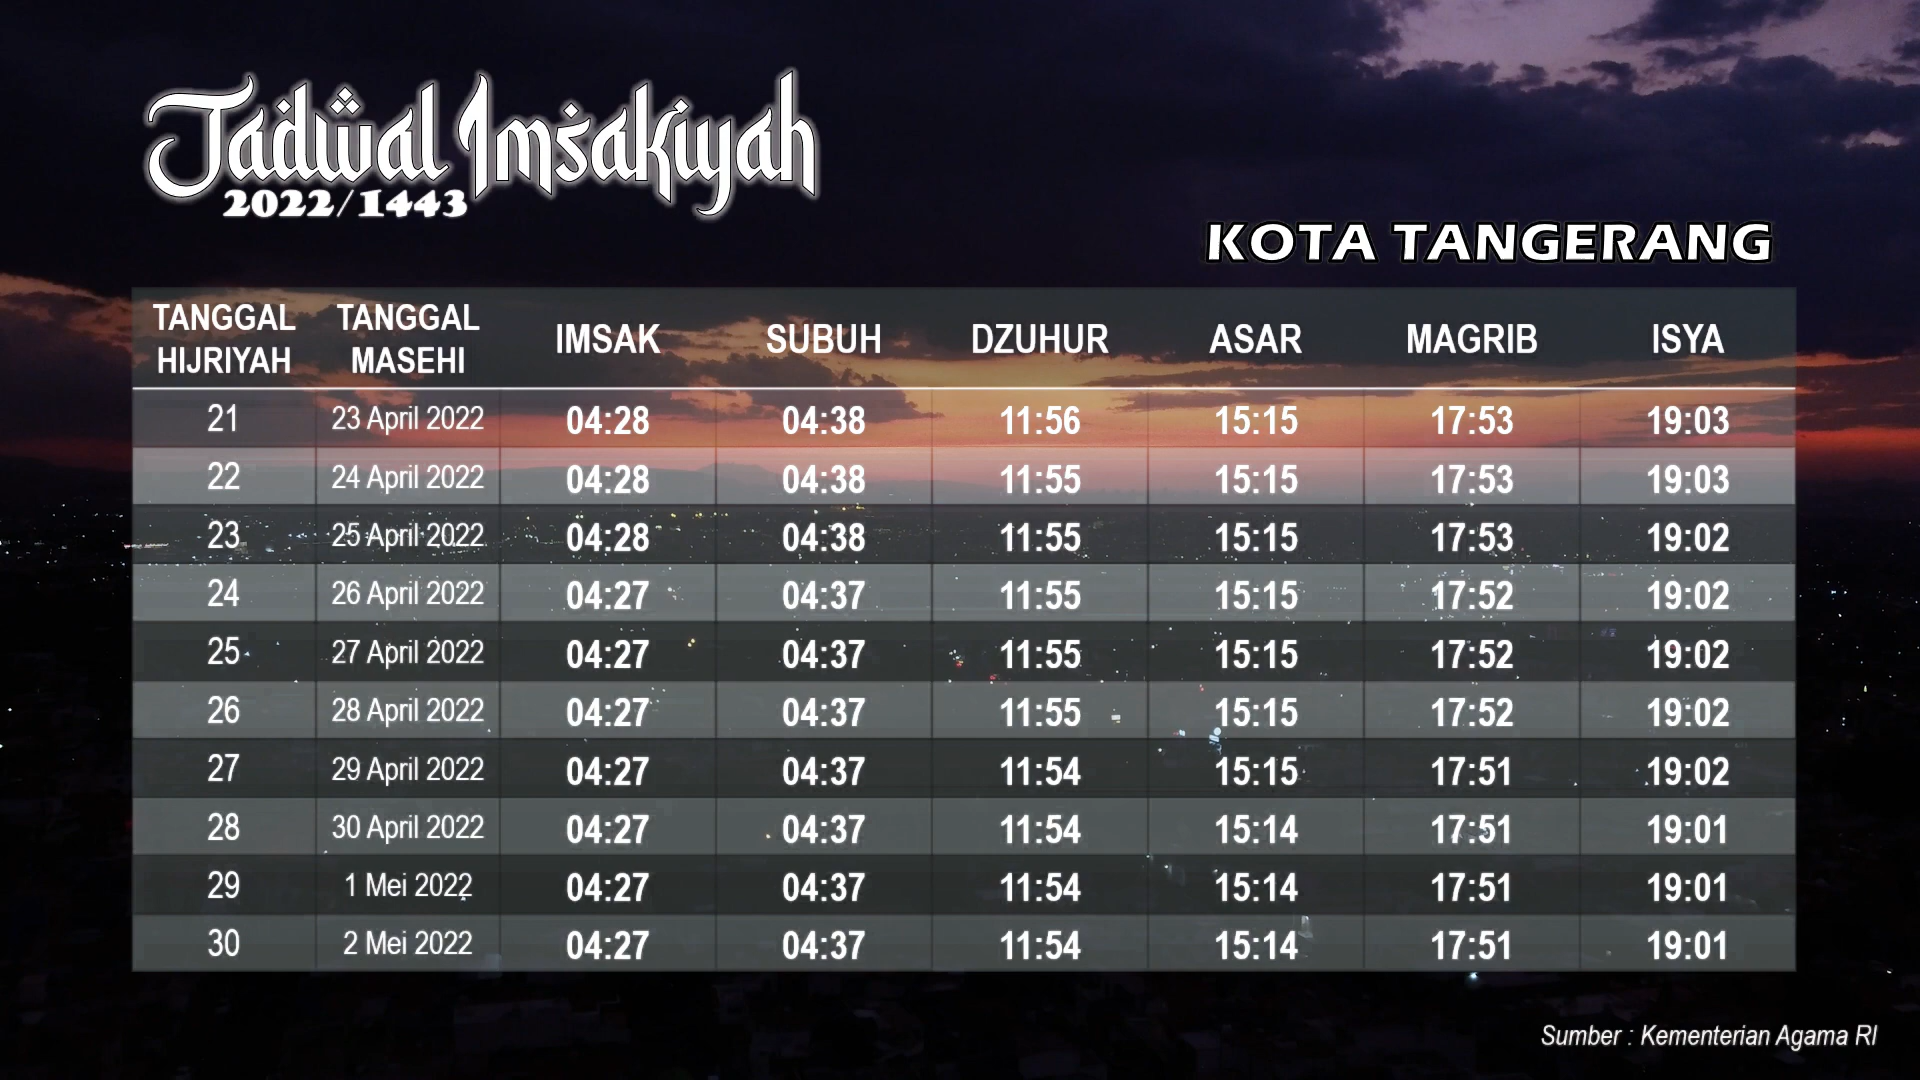 Jadwal Imsakiyah
2022/1443
KOTA TANGERANG
TANGGAL HIJRIYAH TANGGAL MASEHI IMSAK SUBUH DZUHUR ASAR MAGRIB ISYA
21 23 April 2022 04:28 04:38 11:56 15:15 17:53 19:03
22 24 April 2022 04:28 04:38 11:55 15:15 17:53 19:03
23 25 April 2022 04:28 04:38 11:55 15:15 17:53 19:02
24 26 April 2022 04:27 04:37 11:55 15:15 17:52 19:02
25 27 April 2022 04:27 04:37 11:55 15:15 17:52 19:02
26 28 April 2022 04:27 04:37 11:55 15:15 17:52 19:02
27 29 April 2022 04:27 04:37 11:54 15:15 17:51 19:02
28 30 April 2022 04:27 04:37 11:54 15:14 17:51 19:01
29 1 Mei 2022 04:27 04:37 11:54 15:14 17:51 19:01
30 2 Mei 2022 04:27 04:37 11:54 15:14 17:51 19:01
Sumber : Kementerian Agama RI